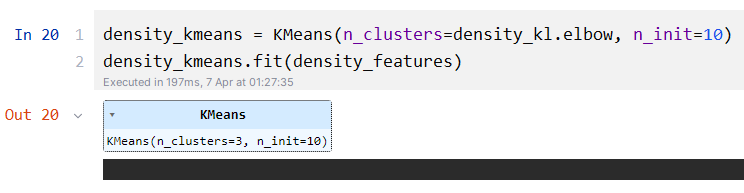 In 20 1 density_kmeans = KMeans(n_clusters=density_kl.elbow, n_init=10)
2 density_kmeans.fit(density_features)
Executed in 197ms, 7 Apr at 01:27:35
Out 20 KMeans
KMeans(n_clusters=3, n_init=10)